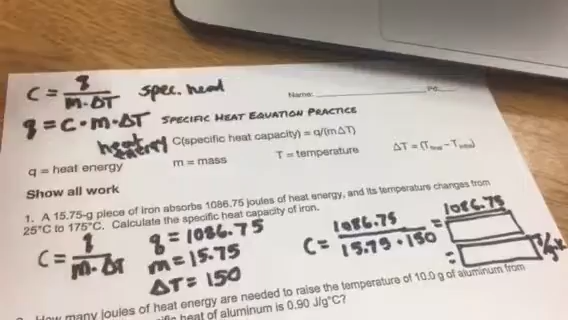 C = q / m·ΔT spec. heat
Name: Pd.
q = C·m·ΔT SPECIFIC HEAT EQUATION PRACTICE
heat energy
C(specific heat capacity) = q/(mΔT)
q = heat energy m = mass T = temperature ΔT = (Tfinal – Tinitial)
Show all work
1. A 15.75-g piece of iron absorbs 1086.75 joules of heat energy, and its temperature changes from
25°C to 175°C. Calculate the specific heat capacity of iron.
C = q / m·ΔT
q = 1086.75
m = 15.75
ΔT = 150
C = 1086.75 / 15.75·150 = 1086.75
=
How many joules of heat energy are needed to raise the temperature of 10.0 g of aluminum from
heat of aluminum is 0.90 J/g°C?